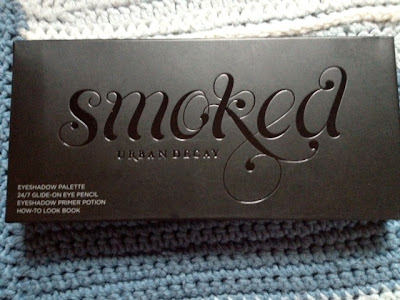 smoked
URBAN DECAY
EYESHADOW PALETTE
24/7 GLIDE-ON EYE PENCIL
EYESHADOW PRIMER POTION
HOW-TO LOOK BOOK